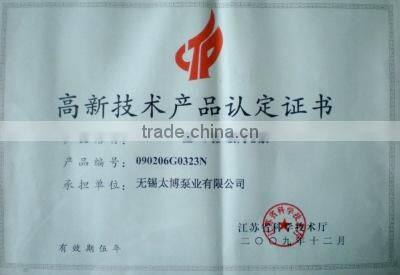 高新技术产品认定证书
trade.china.cn
产品编号: 090206G0323N
承担单位: 无锡太博泵业有限公司
江苏省科学技术厅
二〇〇九年十二月
有效期伍年